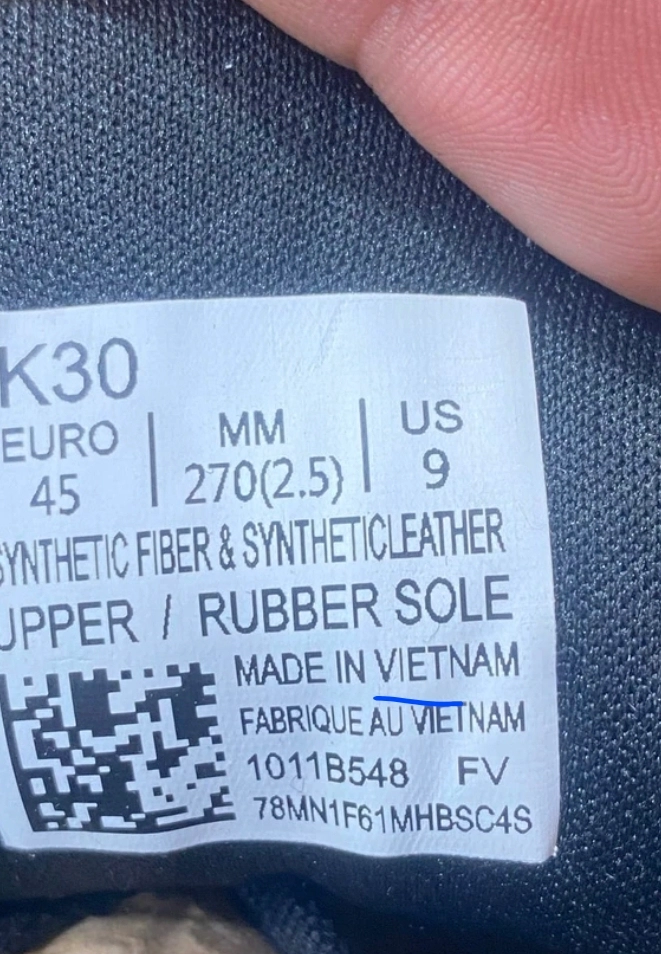 K30
EURO | MM | US
45 | 270(2.5) | 9
SYNTHETIC FIBER & SYNTHETICLEATHER
UPPER / RUBBER SOLE
MADE IN VIETNAM
FABRIQUE AU VIETNAM
1011B548 FV
78MN1F61MHBSC4S